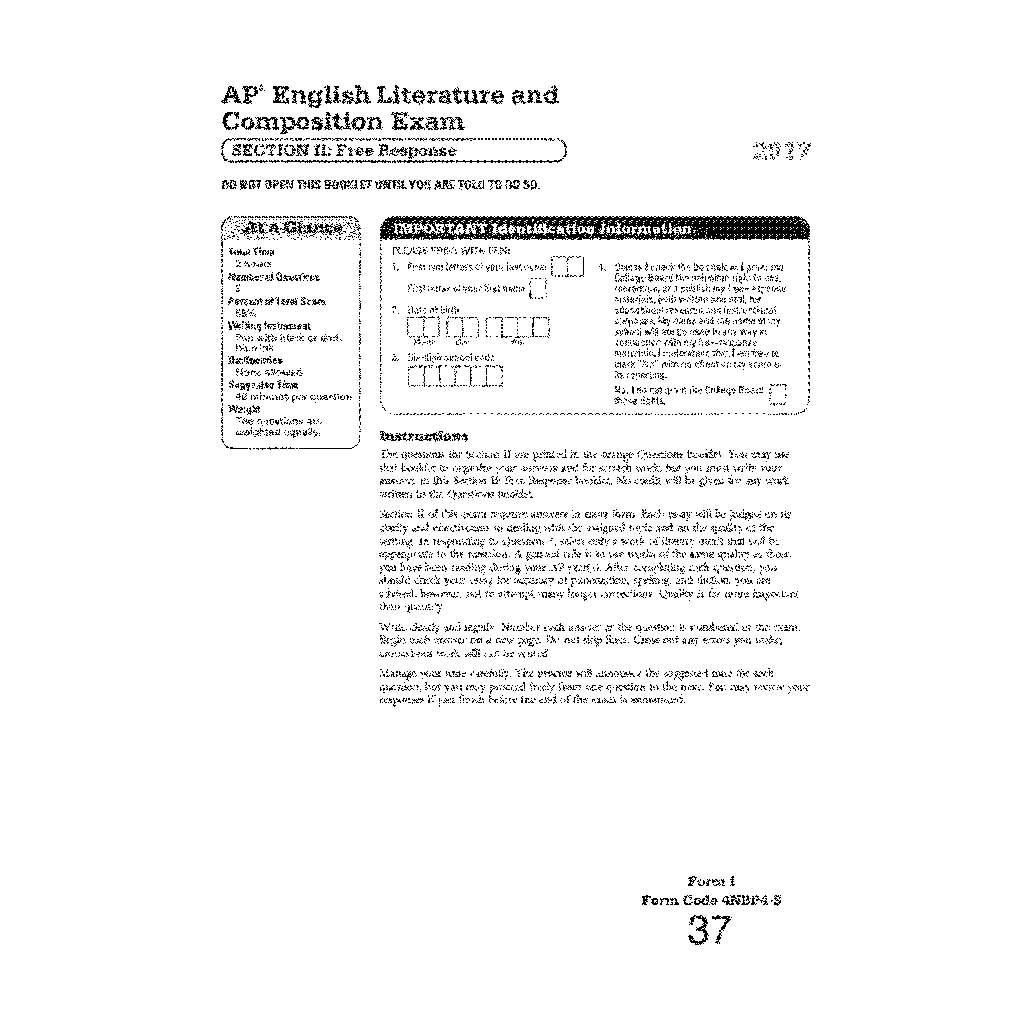 AP® English Literature and
Composition Exam
SECTION II: Free Response
2017
DO NOT OPEN THIS BOOKLET UNTIL YOU ARE TOLD TO DO SO.
At a Glance
Total Time
2 hours
Number of Questions
3
Percent of Total Score
55%
Writing Instrument
Pen with black or dark
blue ink
Dictionaries
None allowed
Suggested Time
40 minutes per question
Weight
The questions are
weighted equally.
IMPORTANT Identification Information
PLEASE PRINT WITH PEN:
1. First two letters of your last name
First letter of your first name
2. Date of birth
Month Day Year
3. Six-digit school code
4. Unless I check the box below, I grant the
College Board the unlimited right to use,
reproduce, and publish my free-response
materials, both written and oral, for
educational research and instructional
purposes. My name and the name of my
school will not be used in any way in
connection with my free-response
materials. I understand that I am free to
mark "No" with no effect on my score or
its reporting.
No, I do not grant the College Board
these rights.
Instructions
The questions for Section II are printed in the orange Questions booklet. You may use
that booklet to organize your answers and for scratch work, but you must write your
answers in this Section II: Free Response booklet. No credit will be given for any work
written in the Questions booklet.
Section II of this exam requires answers in essay form. Each essay will be judged on its
clarity and effectiveness in dealing with the assigned topic and on the quality of the
writing. In responding to Question 3, select only a work of literary merit that will be
appropriate to the question. A general rule is to use works of the same quality as those
you have been reading during your AP year(s). After completing each question, you
should check your essay for accuracy of punctuation, spelling, and diction; you are
advised, however, not to attempt many longer corrections. Quality is far more important
than quantity.
Write clearly and legibly. Number each answer as the question is numbered in the exam.
Begin each answer on a new page. Do not skip lines. Cross out any errors you make;
crossed-out work will not be scored.
Manage your time carefully. The proctor will announce the suggested time for each
question, but you may proceed freely from one question to the next. You may review your
responses if you finish before the end of the exam is announced.
Form I
Form Code 4NBP4-S
37